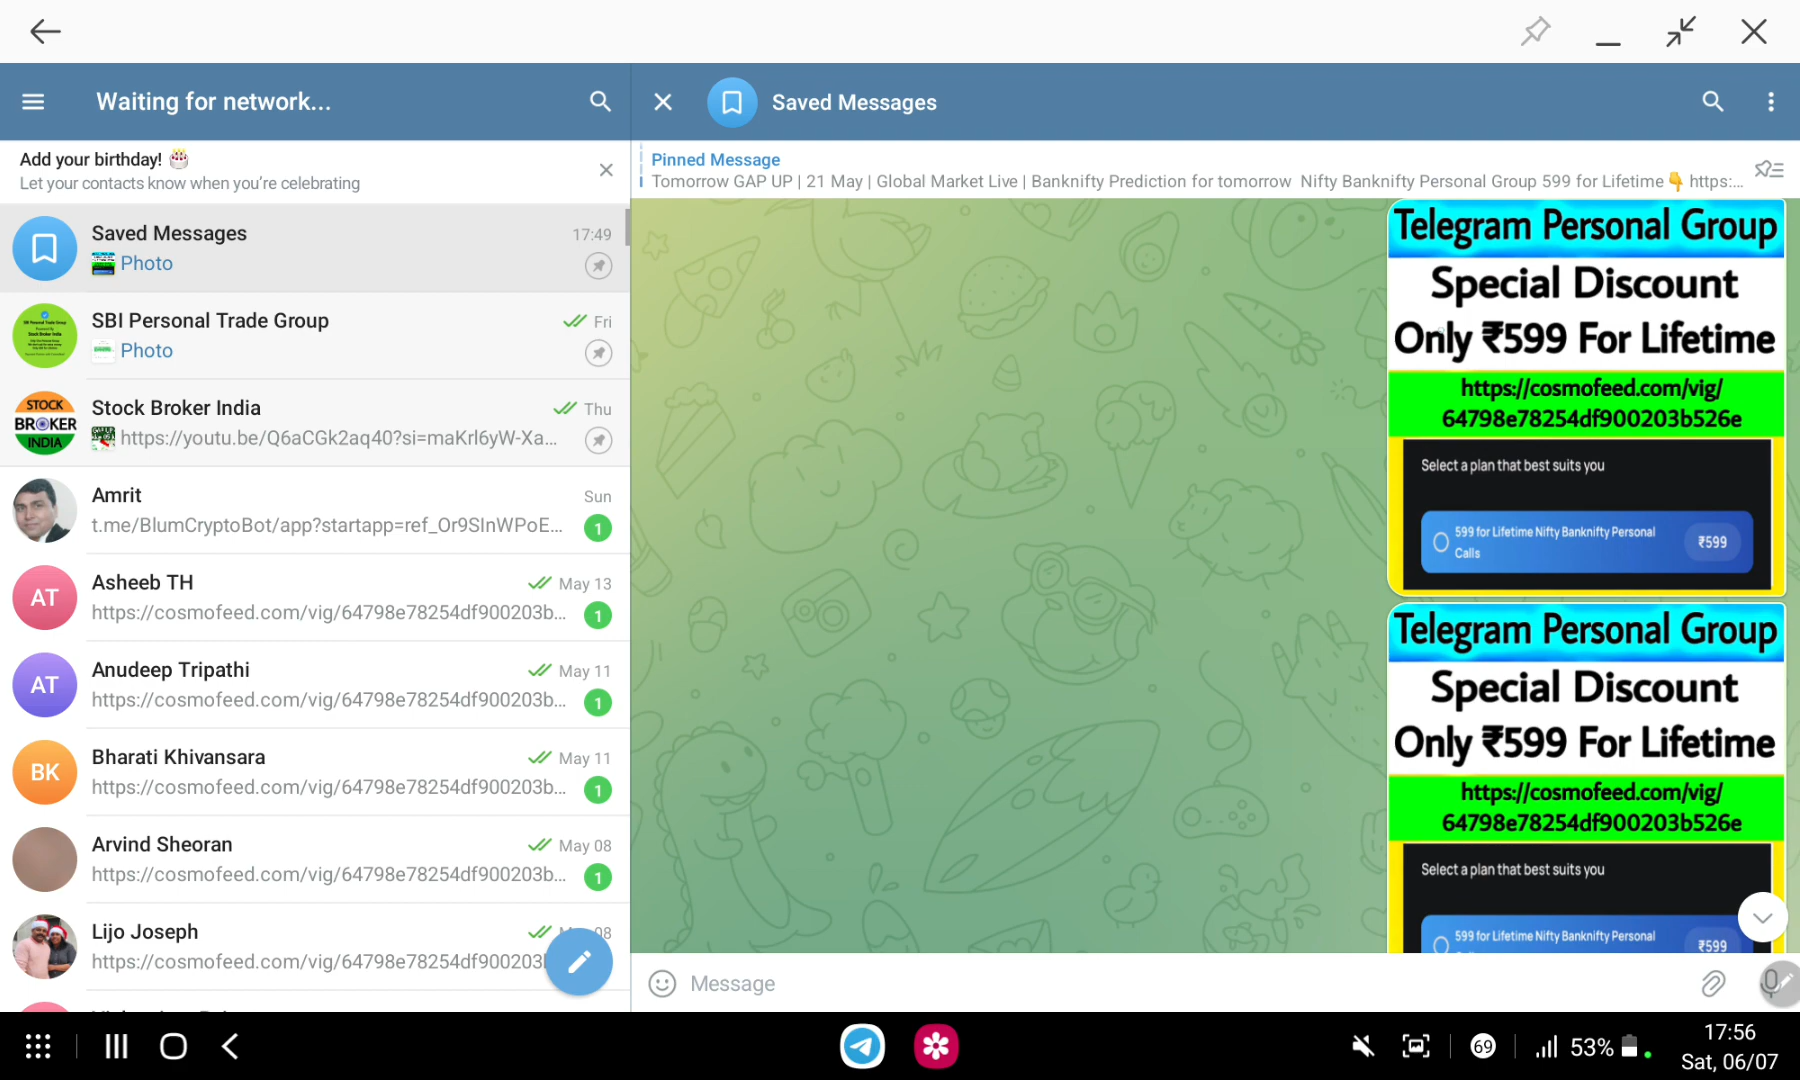 Waiting for network...
Saved Messages
Add your birthday! 🎂
Let your contacts know when you're celebrating
Saved Messages
17:49
Photo
SBI Personal Trade Group
Fri
Photo
STOCK
BROKER
INDIA
Stock Broker India
Thu
https://youtu.be/Q6aCGk2aq40?si=maKrl6yW-Xa...
Amrit
Sun
t.me/BlumCryptoBot/app?startapp=ref_Or9SInWPoE...
1
AT
Asheeb TH
May 13
https://cosmofeed.com/vig/64798e78254df900203b...
1
AT
Anudeep Tripathi
May 11
https://cosmofeed.com/vig/64798e78254df900203b...
1
BK
Bharati Khivansara
May 11
https://cosmofeed.com/vig/64798e78254df900203b...
1
Arvind Sheoran
May 08
https://cosmofeed.com/vig/64798e78254df900203b...
1
Lijo Joseph
08
https://cosmofeed.com/vig/64798e78254df900203
Pinned Message
Tomorrow GAP UP | 21 May | Global Market Live | Banknifty Prediction for tomorrow Nifty Banknifty Personal Group 599 for Lifetime👇 https:...
Telegram Personal Group
Special Discount
Only ₹599 For Lifetime
https://cosmofeed.com/vig/
64798e78254df900203b526e
Select a plan that best suits you
599 for Lifetime Nifty Banknifty Personal
Calls
₹599
Telegram Personal Group
Special Discount
Only ₹599 For Lifetime
https://cosmofeed.com/vig/
64798e78254df900203b526e
Select a plan that best suits you
599 for Lifetime Nifty Banknifty Personal
₹599
Message
69
53%
17:56
Sat, 06/07